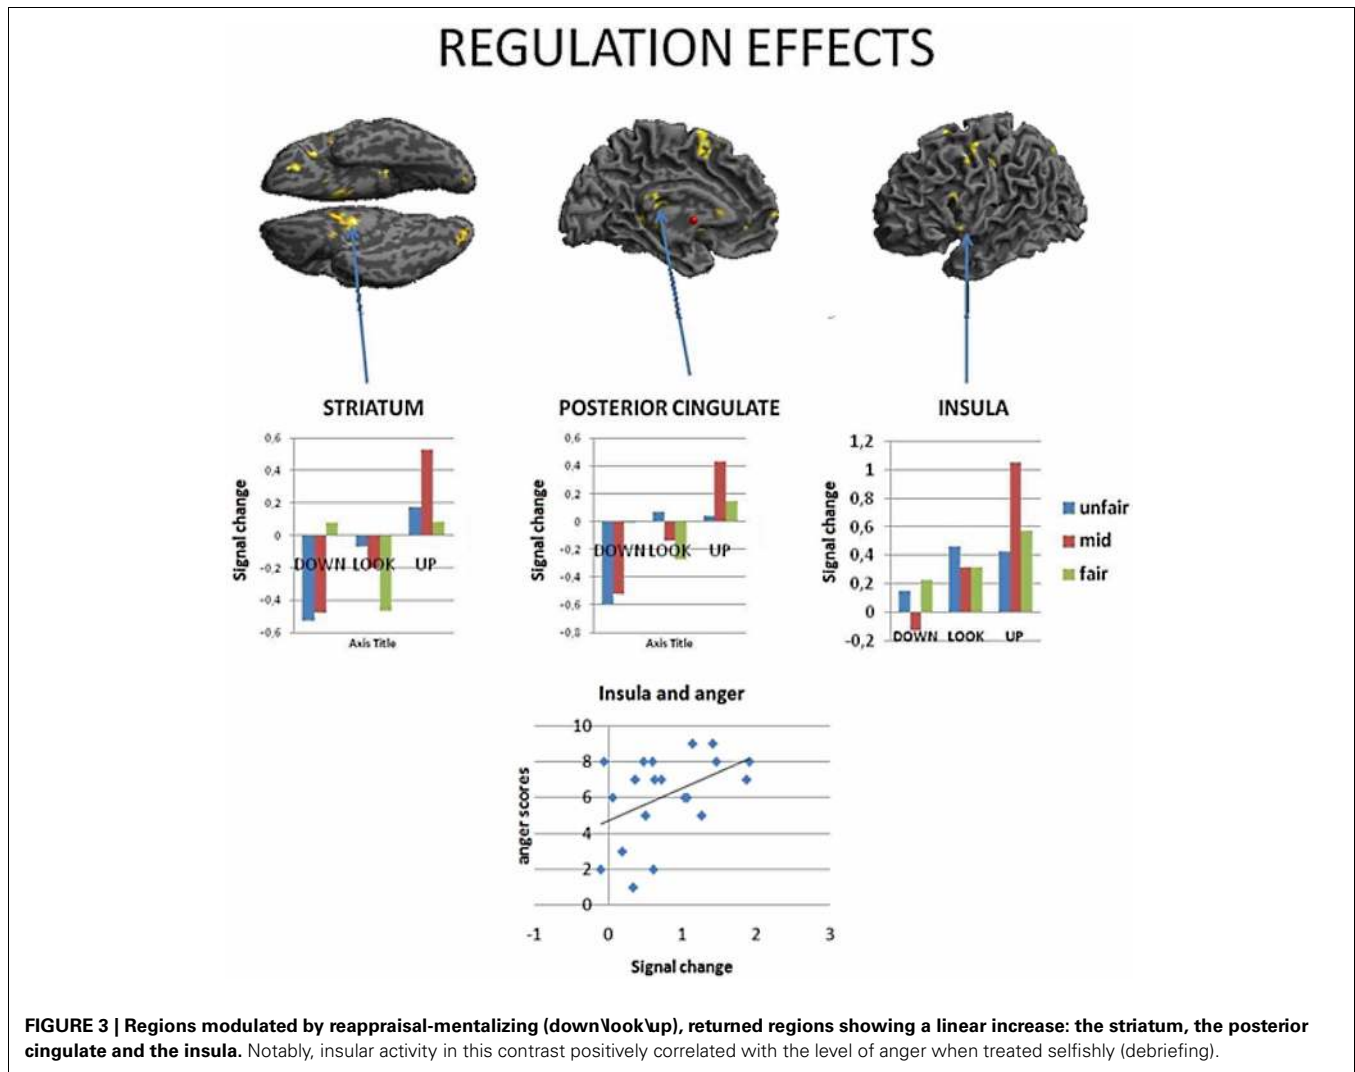 REGULATION EFFECTS
STRIATUM
Signal change
0,6
0,4
0,2
0
-0,2
-0,4
-0,6
DOWN LOOK UP
Axis Title
POSTERIOR CINGULATE
Signal change
0,6
0,4
0,2
0
-0,2
-0,4
-0,6
-0,8
DOWN LOOK UP
Axis Title
INSULA
Signal change
1,2
1
0,8
0,6
0,4
0,2
0
-0,2
DOWN LOOK UP
unfair
mid
fair
Insula and anger
anger scores
10
8
6
4
2
0
-1 0 1 2 3
Signal change
FIGURE 3 | Regions modulated by reappraisal-mentalizing (down\look\up), returned regions showing a linear increase: the striatum, the posterior
cingulate and the insula. Notably, insular activity in this contrast positively correlated with the level of anger when treated selfishly (debriefing).